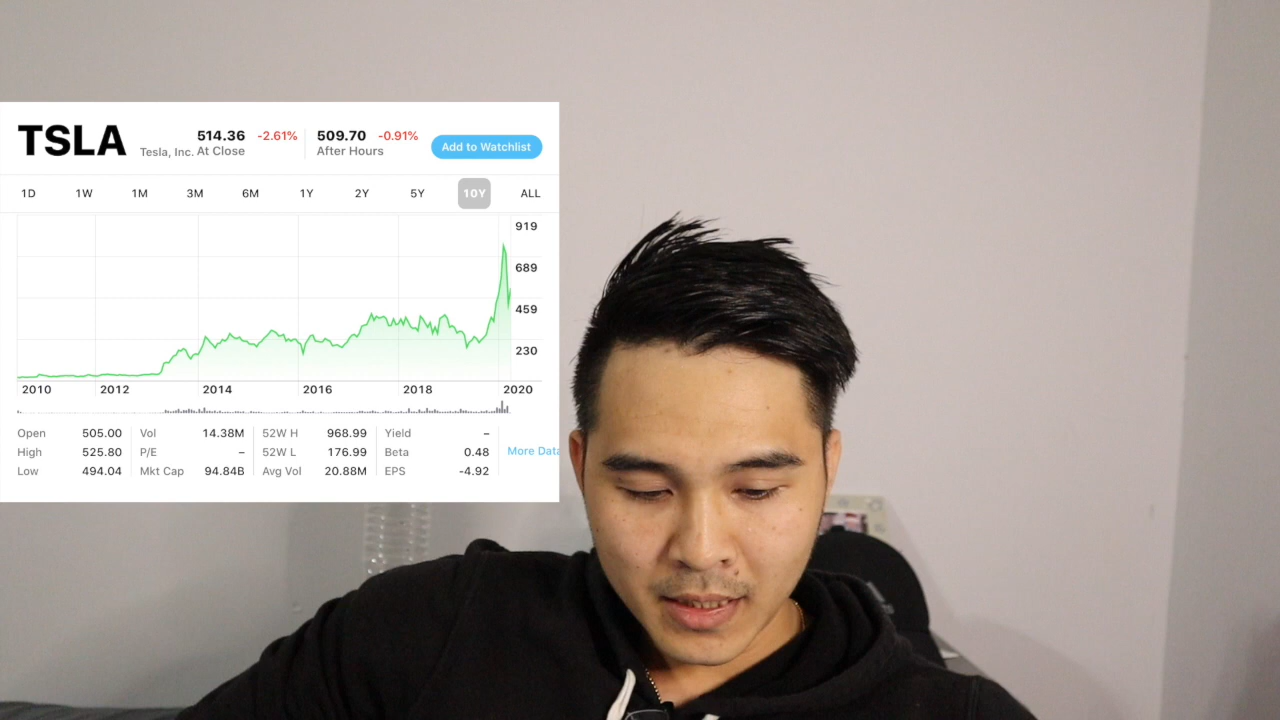 TSLA Tesla, Inc. 514.36 -2.61% At Close 509.70 -0.91% After Hours Add to Watchlist
1D 1W 1M 3M 6M 1Y 2Y 5Y 10Y ALL
919
689
459
230
2010 2012 2014 2016 2018 2020
Open 505.00 Vol 14.38M 52W H 968.99 Yield –
High 525.80 P/E – 52W L 176.99 Beta 0.48 More Data
Low 494.04 Mkt Cap 94.84B Avg Vol 20.88M EPS -4.92